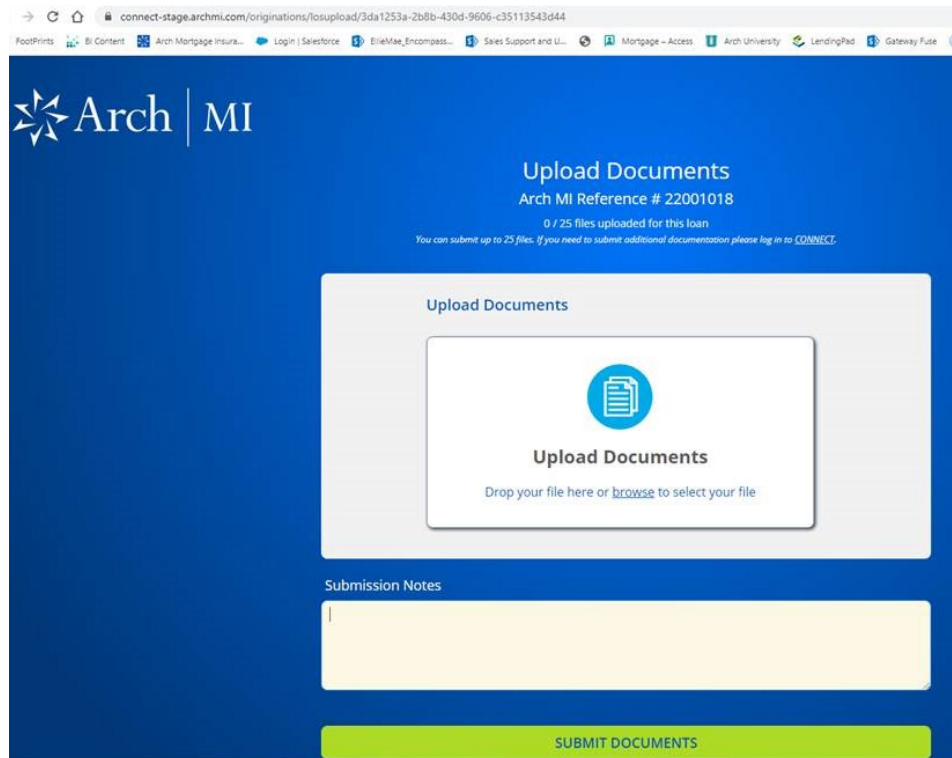 connect-stage.archmi.com/originations/losupload/3da1253a-2b8b-430d-9606-c35113543d44
FootPrints BI Content Arch Mortgage Insura... Login | Salesforce EllieMae_Encompass... Sales Support and U... Mortgage – Access Arch University LendingPad Gateway Fuse
Arch | MI
Upload Documents
Arch MI Reference # 22001018
0 / 25 files uploaded for this loan
You can submit up to 25 files. If you need to submit additional documentation please log in to CONNECT.
Upload Documents
Upload Documents
Drop your file here or browse to select your file
Submission Notes
SUBMIT DOCUMENTS